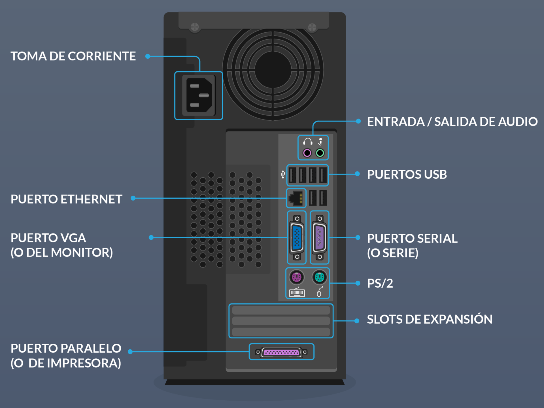 TOMA DE CORRIENTE
ENTRADA / SALIDA DE AUDIO
PUERTOS USB
PUERTO ETHERNET
PUERTO VGA
(O DEL MONITOR)
PUERTO SERIAL
(O SERIE)
PS/2
SLOTS DE EXPANSIÓN
PUERTO PARALELO
(O DE IMPRESORA)